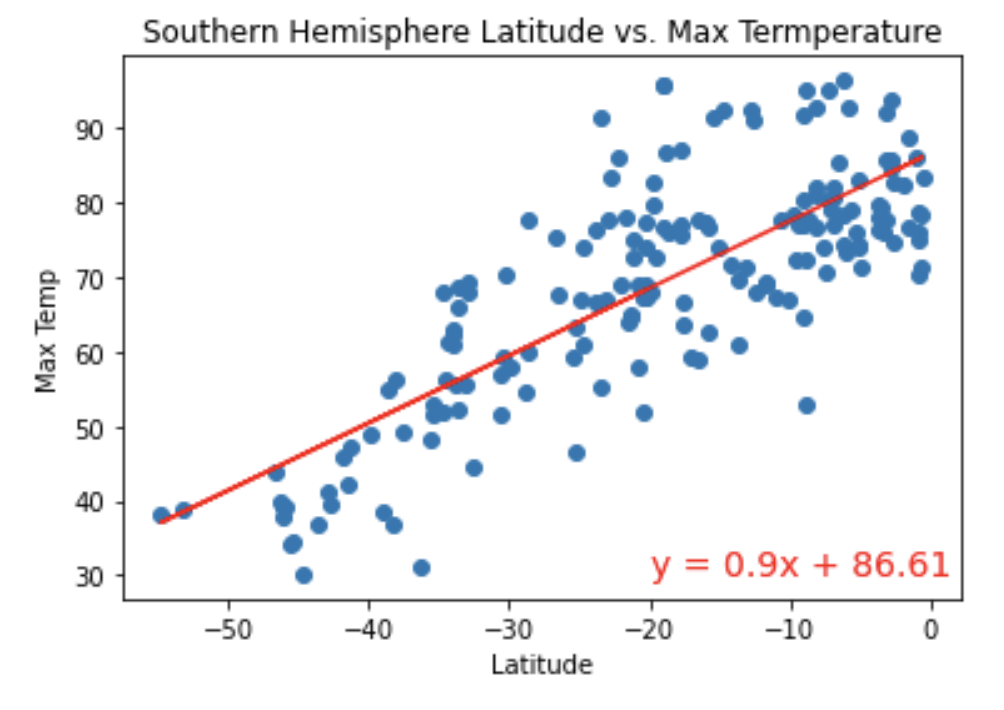 Southern Hemisphere Latitude vs. Max Termperature
90
80
70
60
50
40
30
Max Temp
y = 0.9x + 86.61
−50 −40 −30 −20 −10 0
Latitude